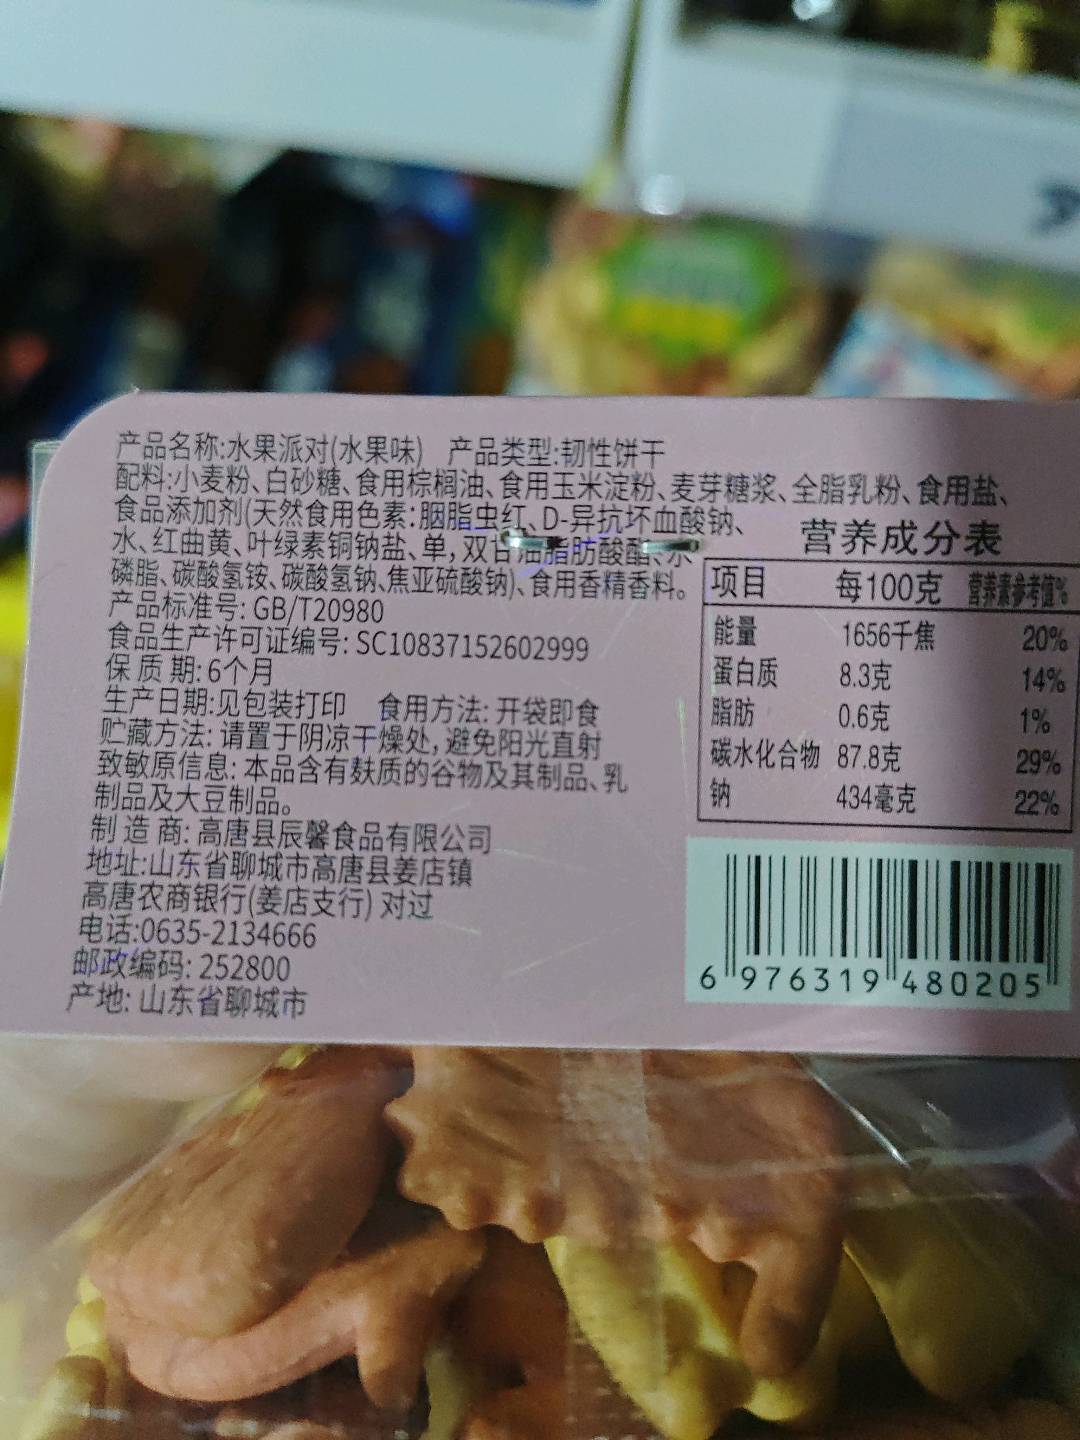 产品名称:水果派对(水果味) 产品类型:韧性饼干
配料:小麦粉、白砂糖、食用棕榈油、食用玉米淀粉、麦芽糖浆、全脂乳粉、食用盐、
食品添加剂(天然食用色素:胭脂虫红、D-异抗坏血酸钠、
水、红曲黄、叶绿素铜钠盐、单,双甘油脂肪酸酯、水
磷脂、碳酸氢铵、碳酸氢钠、焦亚硫酸钠)、食用香精香料。
产品标准号: GB/T20980
食品生产许可证编号: SC10837152602999
保 质 期: 6个月
生产日期:见包装打印 食用方法: 开袋即食
贮藏方法: 请置于阴凉干燥处,避免阳光直射
致敏原信息: 本品含有麸质的谷物及其制品、乳
制品及大豆制品。
制 造 商: 高唐县辰馨食品有限公司
地址:山东省聊城市高唐县姜店镇
高唐农商银行(姜店支行) 对过
电话:0635-2134666
邮政编码: 252800
产地: 山东省聊城市
营养成分表
项目 每100克 营养素参考值%
能量 1656千焦 20%
蛋白质 8.3克 14%
脂肪 0.6克 1%
碳水化合物 87.8克 29%
钠 434毫克 22%
6 976319 480205